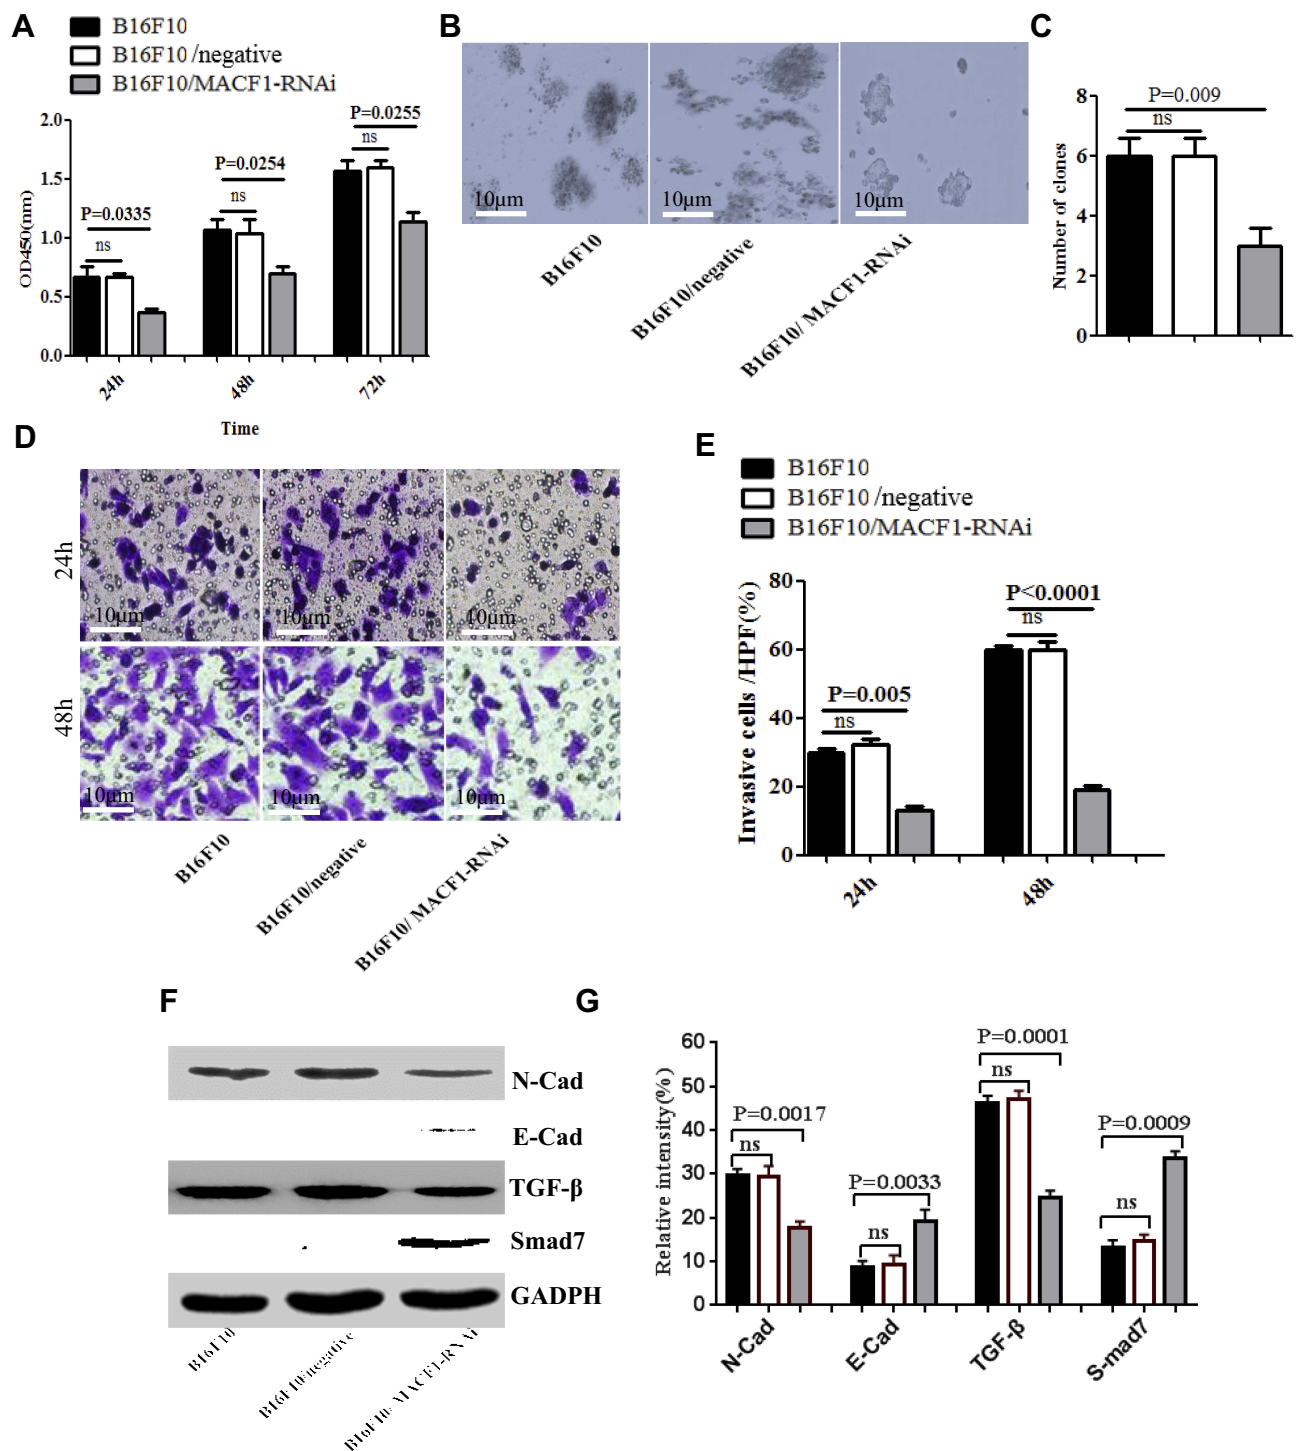 A
B16F10
B16F10/negative
B16F10/MACF1-RNAi
OD450(nm)
2.0
1.5
1.0
0.5
0.0
P=0.0335
ns
P=0.0254
ns
P=0.0255
ns
24h
48h
72h
Time
B
10μm
10μm
10μm
B16F10
B16F10/negative
B16F10/ MACF1-RNAi
C
Number of clones
8
6
4
2
0
P=0.009
ns
D
24h
48h
10μm
10μm
10μm
10μm
10μm
10μm
B16F10
B16F10/negative
B16F10/ MACF1-RNAi
E
B16F10
B16F10/negative
B16F10/MACF1-RNAi
Invasive cells /HPF(%)
80
60
40
20
0
P=0.005
ns
P<0.0001
ns
24h
48h
F
N-Cad
E-Cad
TGF-β
Smad7
GADPH
B16F10
B16F10/negative
B16F10/ MACF1-RNAi
G
Relative intensity(%)
60
50
40
30
20
10
0
P=0.0017
ns
P=0.0033
ns
P=0.0001
ns
P=0.0009
ns
N-Cad
E-Cad
TGF-β
S-mad7